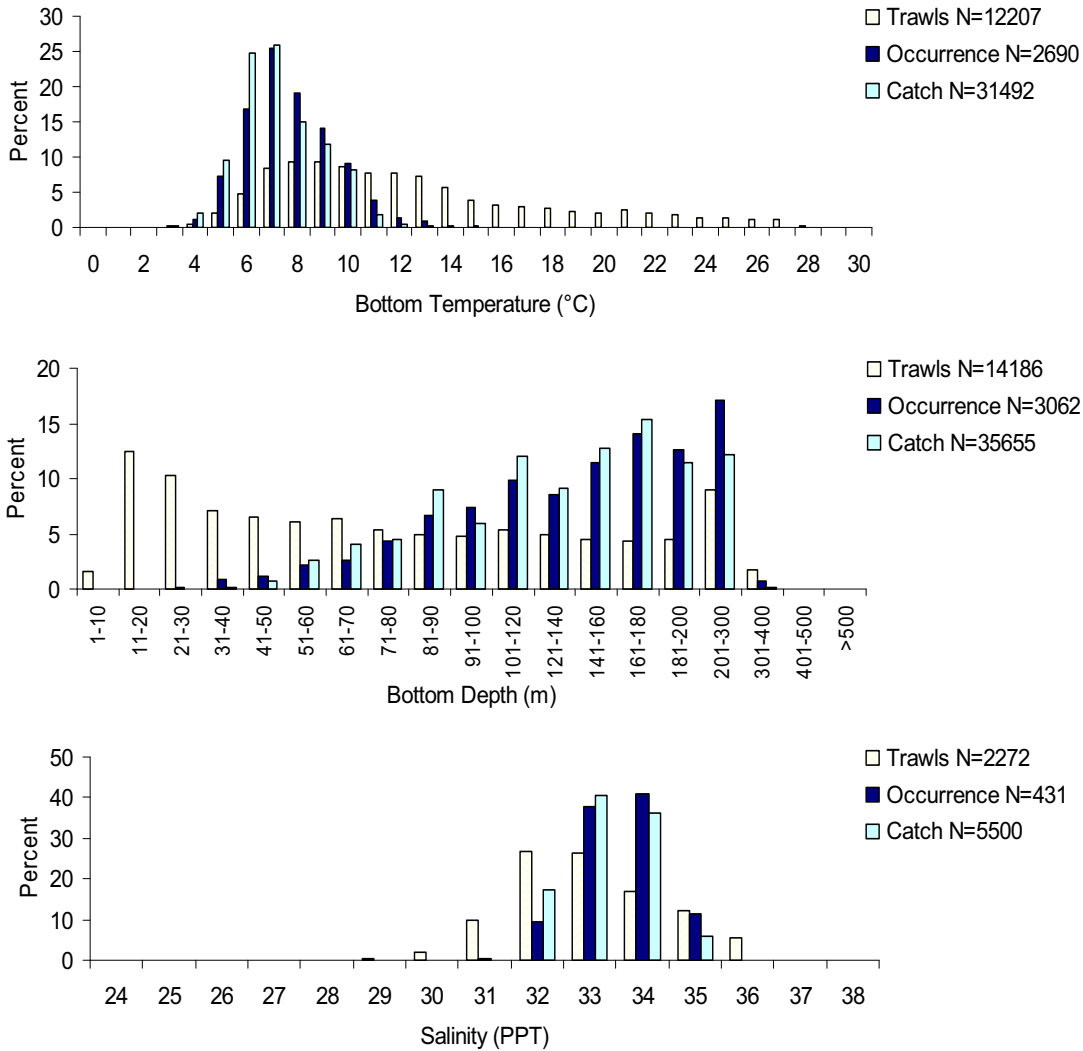 30
25
20
15
10
5
0
Percent
0 2 4 6 8 10 12 14 16 18 20 22 24 26 28 30
Bottom Temperature (°C)
Trawls N=12207
Occurrence N=2690
Catch N=31492
20
15
10
5
0
Percent
1-10 11-20 21-30 31-40 41-50 51-60 61-70 71-80 81-90 91-100 101-120 121-140 141-160 161-180 181-200 201-300 301-400 401-500 >500
Bottom Depth (m)
Trawls N=14186
Occurrence N=3062
Catch N=35655
50
40
30
20
10
0
Percent
24 25 26 27 28 29 30 31 32 33 34 35 36 37 38
Salinity (PPT)
Trawls N=2272
Occurrence N=431
Catch N=5500